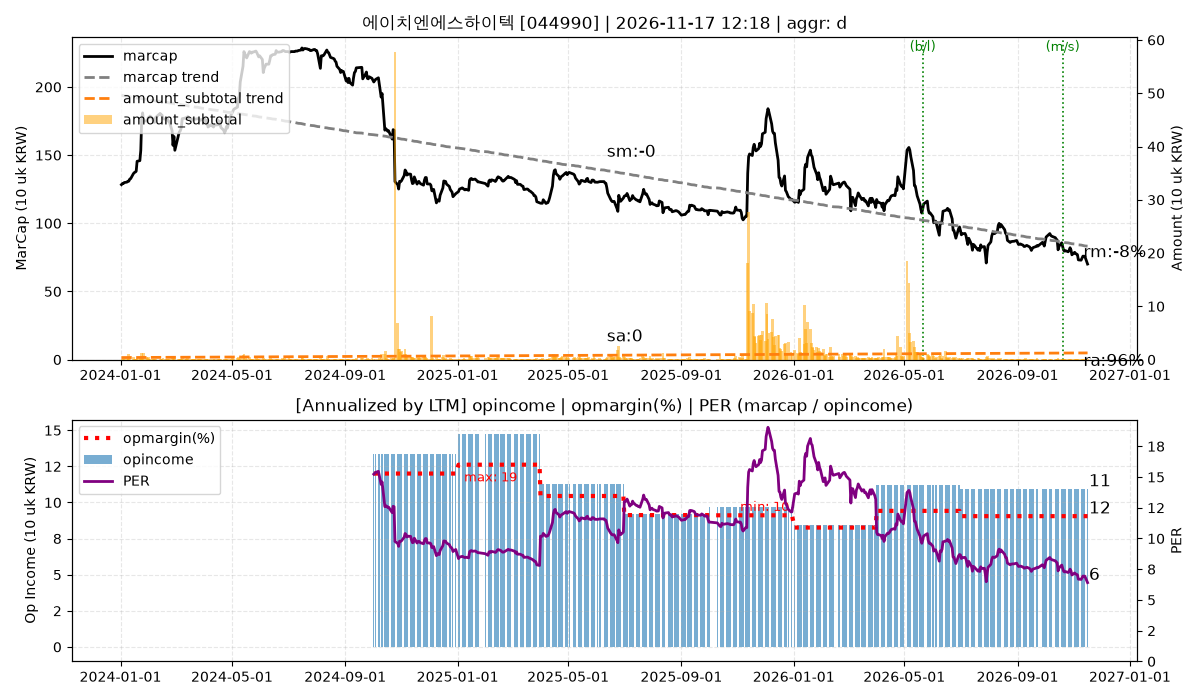 에이치엔에스하이텍 [044990] | 2026-11-17 12:18 | aggr: d
marcap
marcap trend
amount_subtotal trend
amount_subtotal
(b/l)
(m/s)
sm:-0
rm:-8%
sa:0
ra:96%
MarCap (10 uk KRW)
200
150
100
50
0
Amount (10 uk KRW)
60
50
40
30
20
10
0
2024-01-01
2024-05-01
2024-09-01
2025-01-01
2025-05-01
2025-09-01
2026-01-01
2026-05-01
2026-09-01
2027-01-01
[Annualized by LTM] opincome | opmargin(%) | PER (marcap / opincome)
opmargin(%)
opincome
PER
max: 19
11
12
6
Op Income (10 uk KRW)
15
12
10
8
5
2
0
PER
18
15
12
10
8
5
2
0
2024-01-01
2024-05-01
2024-09-01
2025-01-01
2025-05-01
2025-09-01
2026-01-01
2026-05-01
2026-09-01
2027-01-01